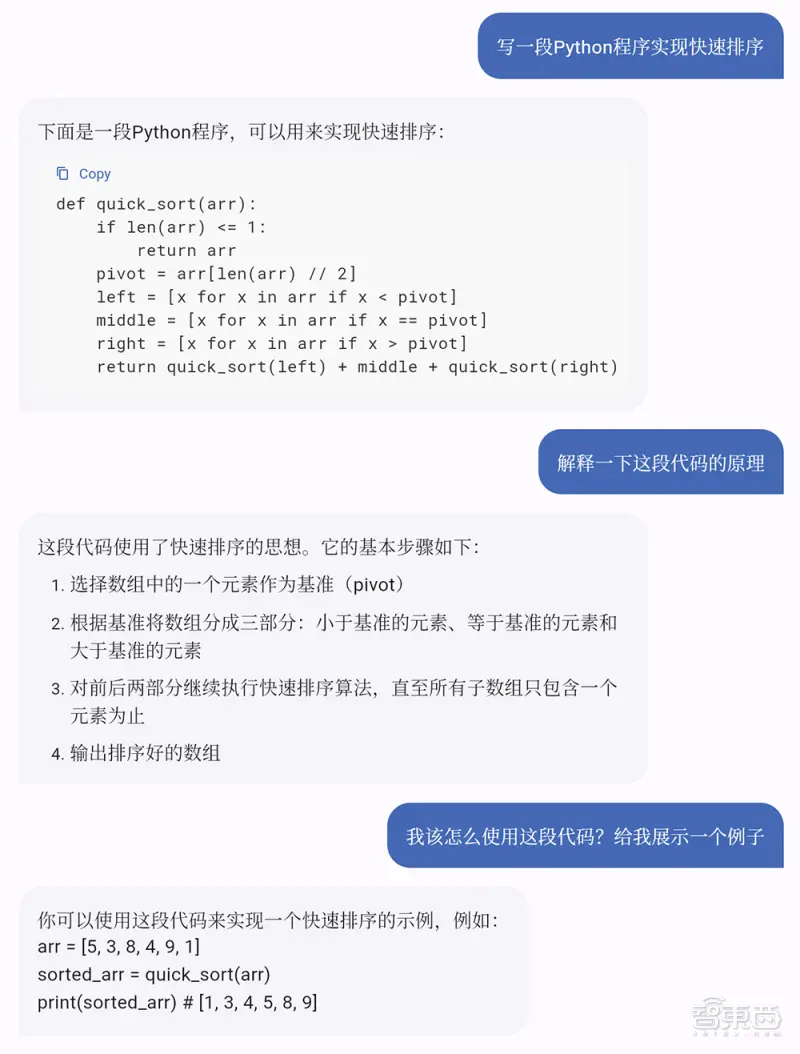 写一段Python程序实现快速排序
下面是一段Python程序，可以用来实现快速排序：
Copy
def quick_sort(arr):
    if len(arr) <= 1:
        return arr
    pivot = arr[len(arr) // 2]
    left = [x for x in arr if x < pivot]
    middle = [x for x in arr if x == pivot]
    right = [x for x in arr if x > pivot]
    return quick_sort(left) + middle + quick_sort(right)
解释一下这段代码的原理
这段代码使用了快速排序的思想。它的基本步骤如下：
1. 选择数组中的一个元素作为基准（pivot）
2. 根据基准将数组分成三部分：小于基准的元素、等于基准的元素和
大于基准的元素
3. 对前后两部分继续执行快速排序算法，直至所有子数组只包含一个
元素为止
4. 输出排序好的数组
我该怎么使用这段代码？给我展示一个例子
你可以使用这段代码来实现一个快速排序的示例，例如：
arr = [5, 3, 8, 4, 9, 1]
sorted_arr = quick_sort(arr)
print(sorted_arr) # [1, 3, 4, 5, 8, 9]
智東西